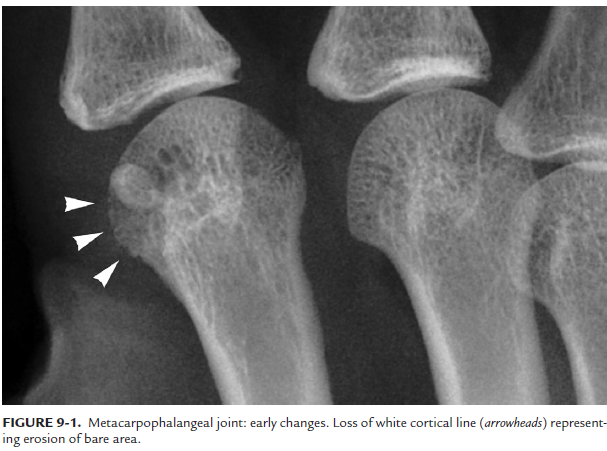 FIGURE 9-1. Metacarpophalangeal joint: early changes. Loss of white cortical line (arrowheads) represent-
ing erosion of bare area.